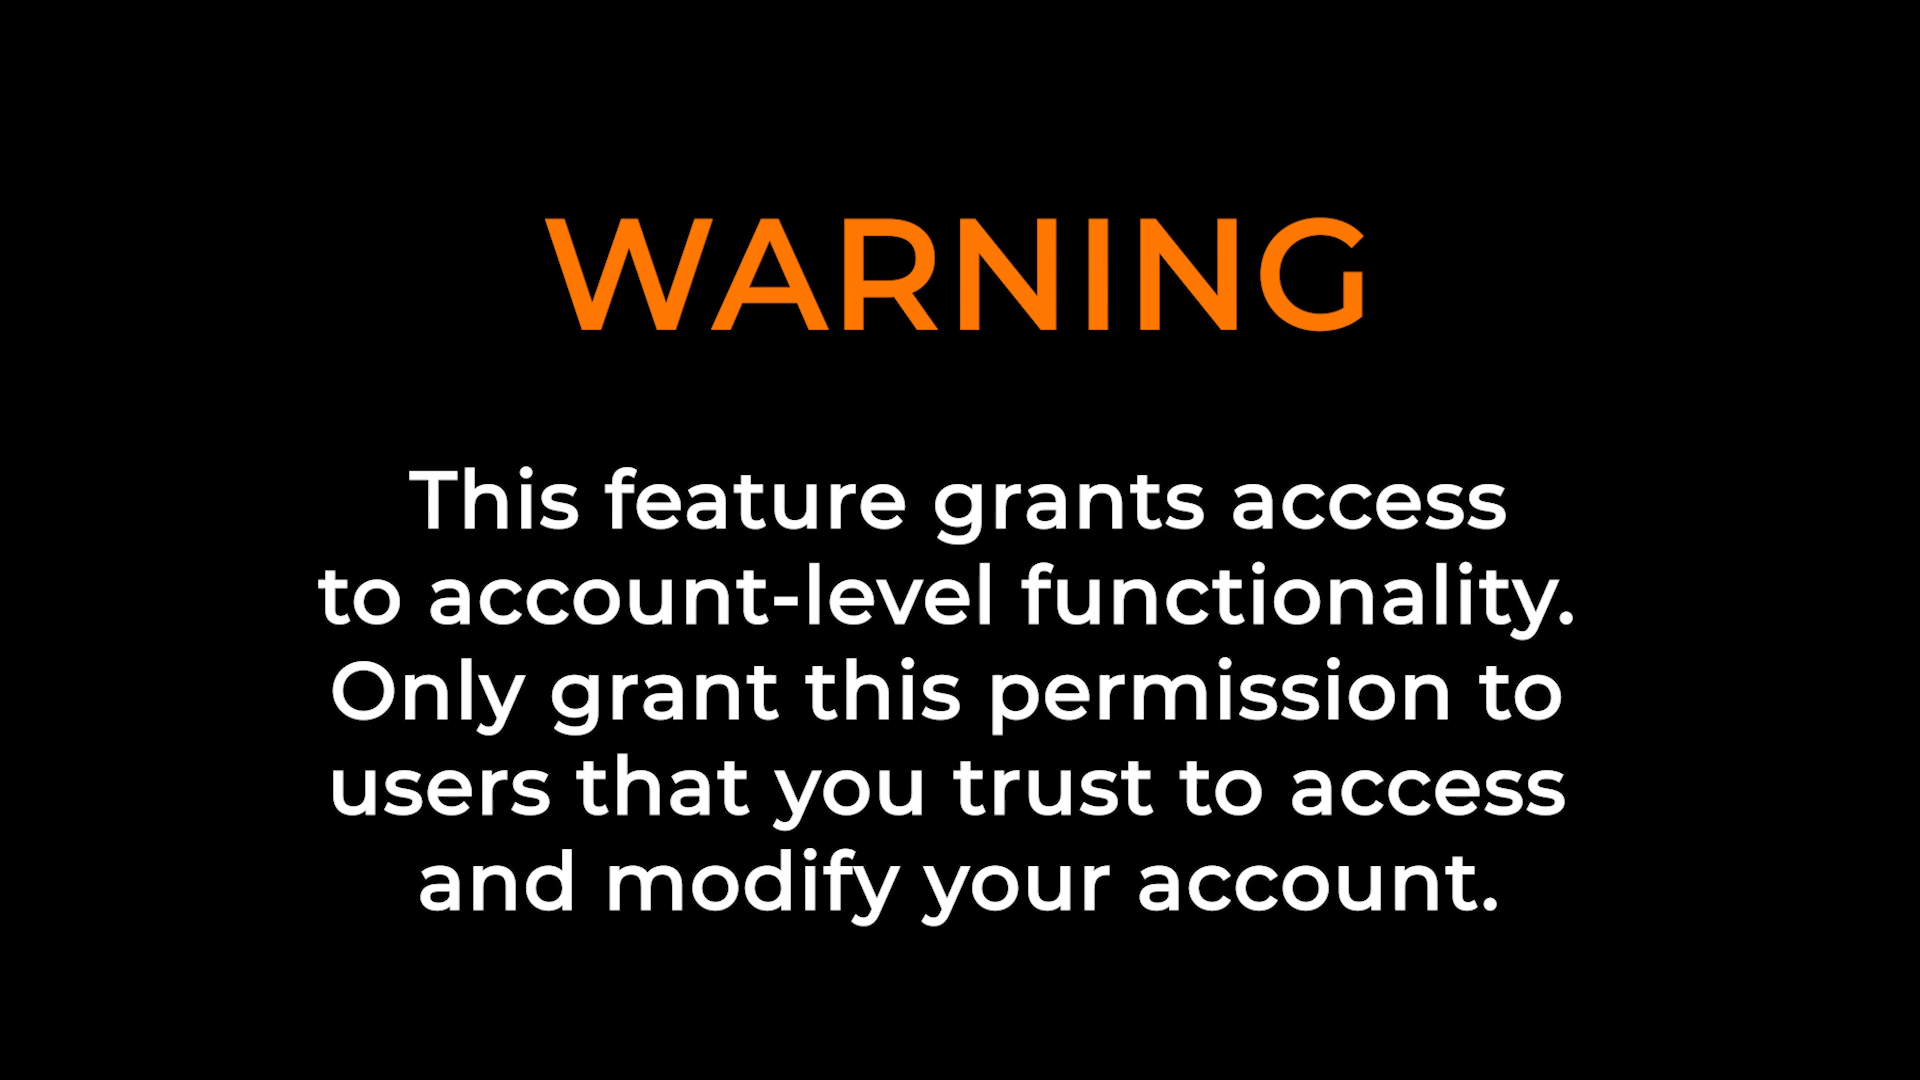 WARNING
This feature grants access
to account-level functionality.
Only grant this permission to
users that you trust to access
and modify your account.